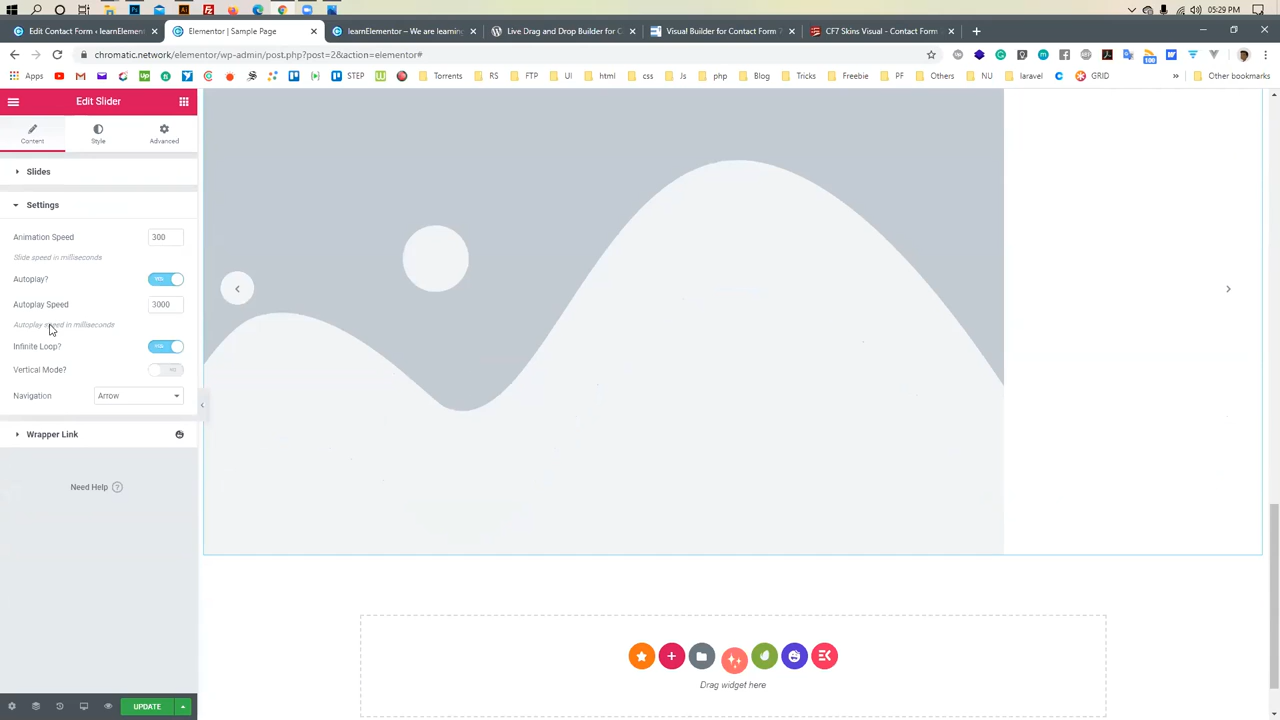 05:29 PM
Edit Contact Form ‹ learnElemen
Elementor | Sample Page
learnElementor – We are learning
Live Drag and Drop Builder for C
Visual Builder for Contact Form 7
CF7 Skins Visual - Contact Form
chromatic.network/elementor/wp-admin/post.php?post=2&action=elementor#
Apps STEP Torrents RS FTP UI html css Js php Blog Tricks Freebie PF Others NU laravel GRID » Other bookmarks
Edit Slider
Content Style Advanced
Slides
Settings
Animation Speed 300
Slide speed in milliseconds
Autoplay? YES
Autoplay Speed 3000
Autoplay speed in milliseconds
Infinite Loop? YES
Vertical Mode? NO
Navigation Arrow
Wrapper Link
Need Help ?
Drag widget here
UPDATE